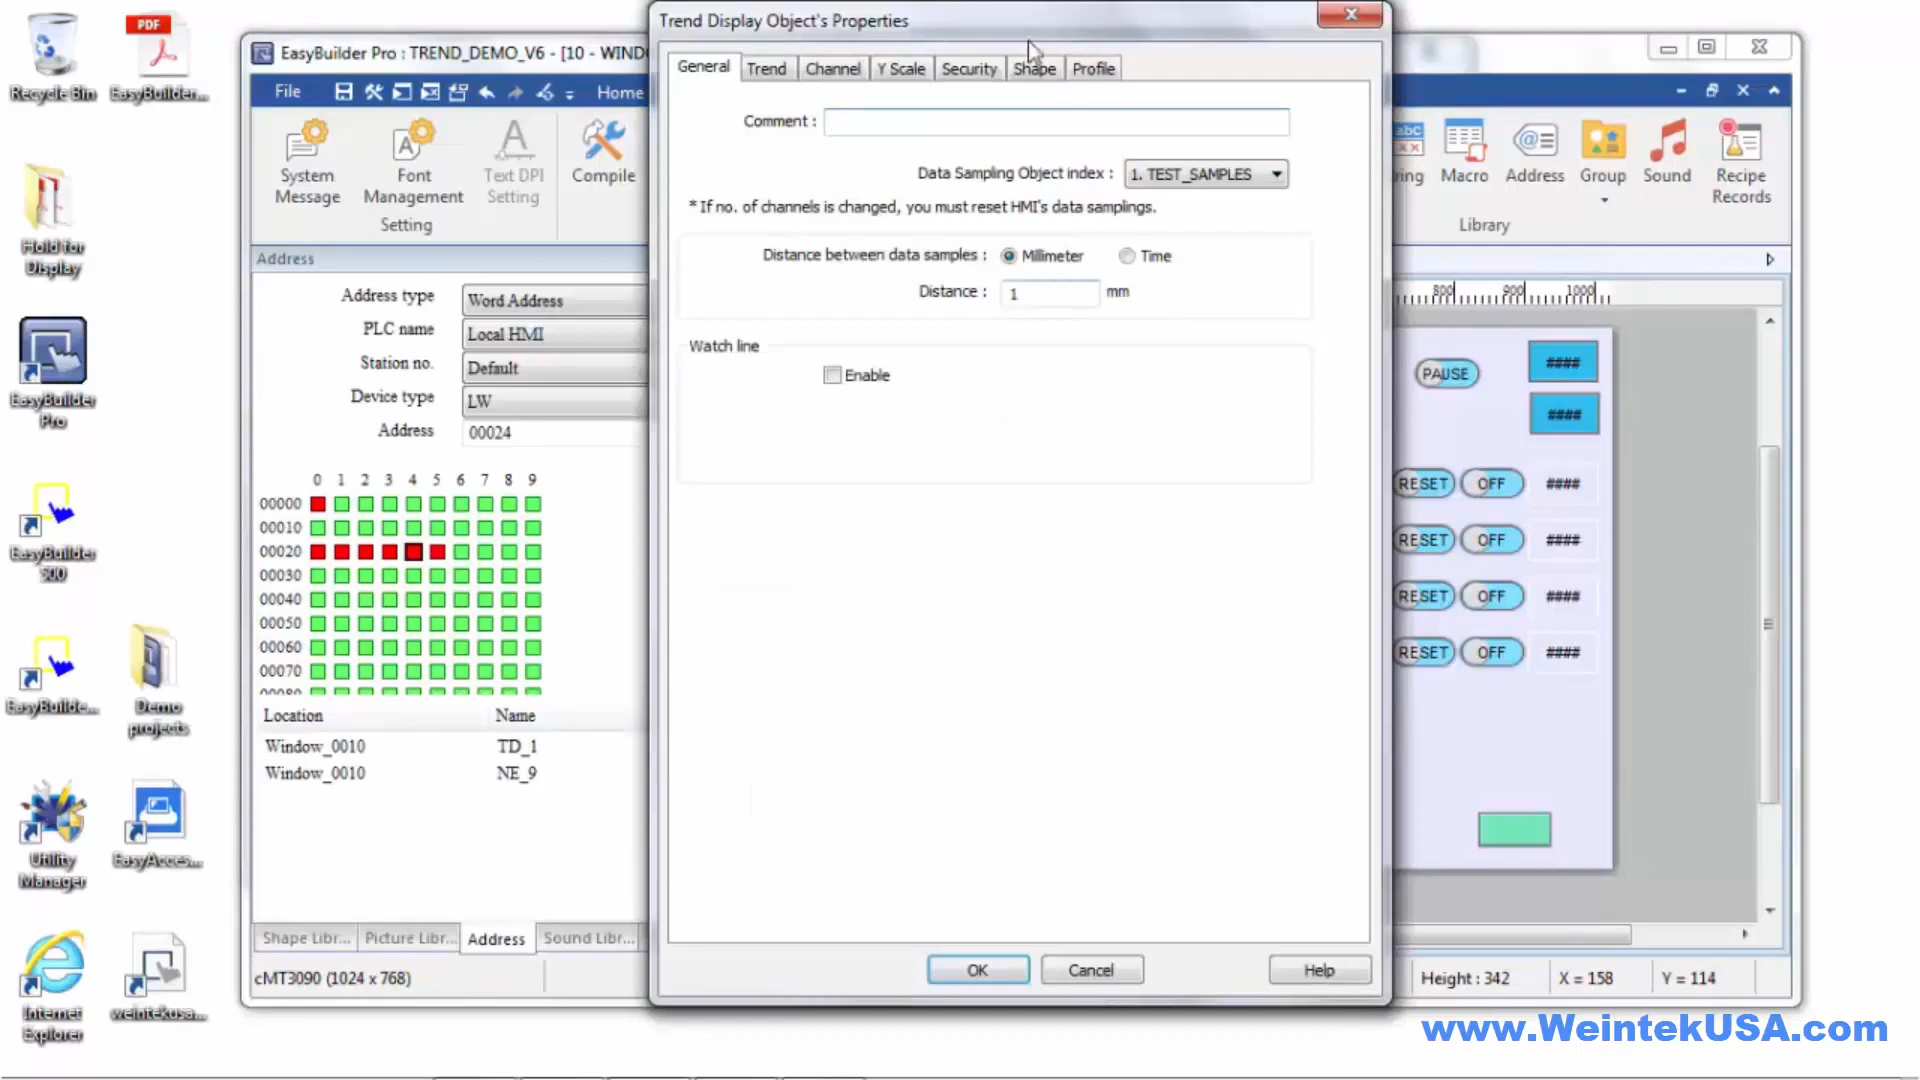 Trend Display Object's Properties
EasyBuilder Pro : TREND_DEMO_V6 - [10 - WINDO
General Trend Channel Y Scale Security Shape Profile
File Home
Comment :
Data Sampling Object index : 1. TEST_SAMPLES
* If no. of channels is changed, you must reset HMI's data samplings.
Distance between data samples : Millimeter Time
Distance : 1 mm
Watch line
Enable
OK Cancel Help
PDF
Recycle Bin EasyBuilder...
Hold for
Display
EasyBuilder
Pro
EasyBuilder
500
EasyBuilde...
Demo
projects
Utility
Manager
EasyAcces...
Internet
Explorer
weintekusa...
System
Message
Font
Management
Text DPI
Setting
Compile
Setting
Macro Address Group Sound Recipe
Records
Library
Address
Address type Word Address
PLC name Local HMI
Station no. Default
Device type LW
Address 00024
0 1 2 3 4 5 6 7 8 9
00000
00010
00020
00030
00040
00050
00060
00070
00080
Location Name
Window_0010 TD_1
Window_0010 NE_9
Shape Libr... Picture Libr... Address Sound Libr...
cMT3090 (1024 x 768)
800 900 1000
PAUSE ####
####
RESET OFF ####
RESET OFF ####
RESET OFF ####
RESET OFF ####
Height : 342 X = 158 Y = 114
www.WeintekUSA.com